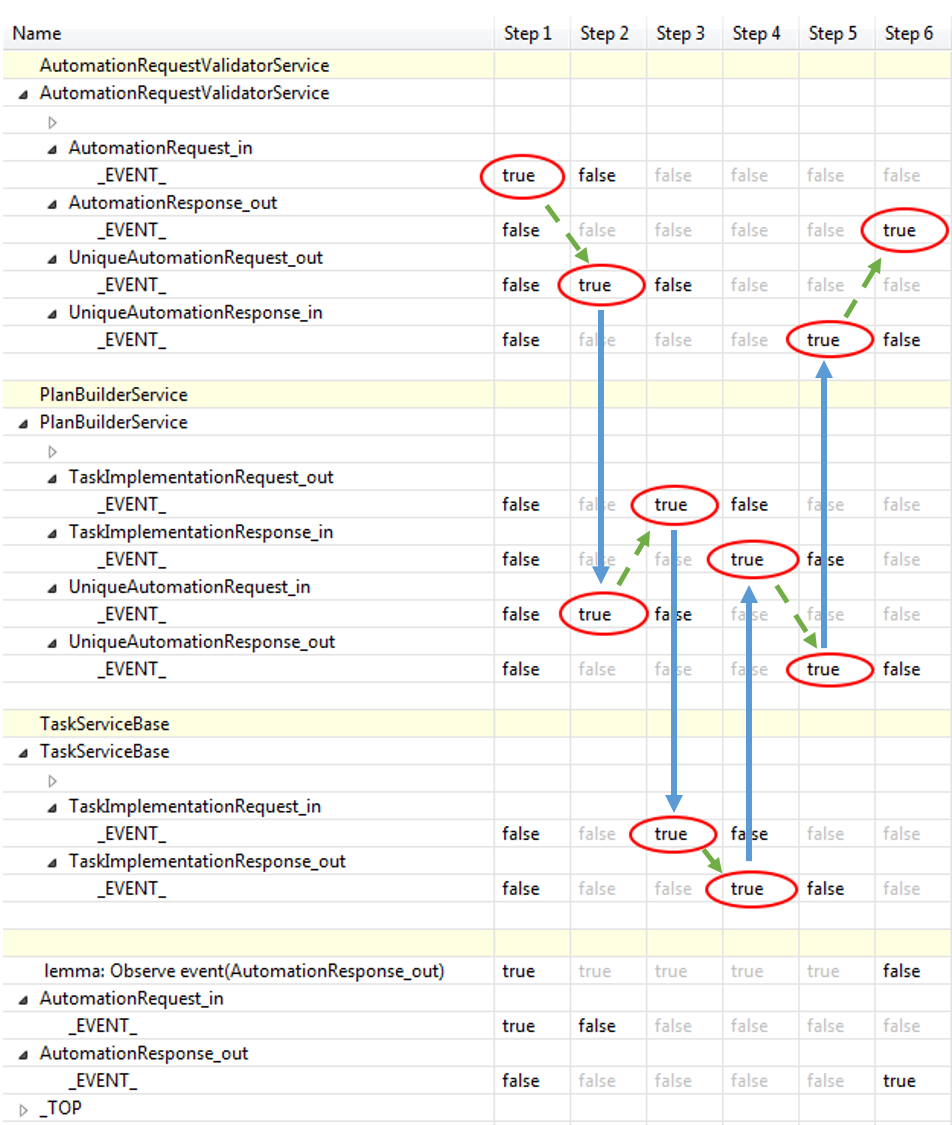 Name Step 1 Step 2 Step 3 Step 4 Step 5 Step 6
AutomationRequestValidatorService
AutomationRequestValidatorService
AutomationRequest_in
_EVENT_ true false false false false false
AutomationResponse_out
_EVENT_ false false false false false true
UniqueAutomationRequest_out
_EVENT_ false true false false false false
UniqueAutomationResponse_in
_EVENT_ false false false false true false
PlanBuilderService
PlanBuilderService
TaskImplementationRequest_out
_EVENT_ false false true false false false
TaskImplementationResponse_in
_EVENT_ false false false true false false
UniqueAutomationRequest_in
_EVENT_ false true false false false false
UniqueAutomationResponse_out
_EVENT_ false false false false true false
TaskServiceBase
TaskServiceBase
TaskImplementationRequest_in
_EVENT_ false false true false false false
TaskImplementationResponse_out
_EVENT_ false false false true false false
lemma: Observe event(AutomationResponse_out) true true true true true false
AutomationRequest_in
_EVENT_ true false false false false false
AutomationResponse_out
_EVENT_ false false false false false true
_TOP